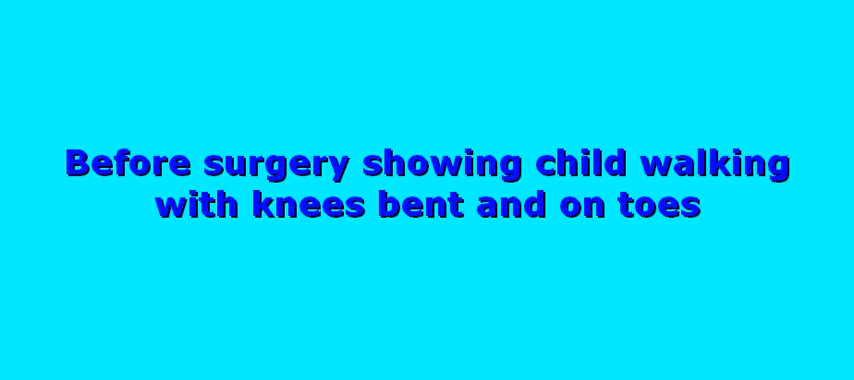 Before surgery showing child walking
with knees bent and on toes